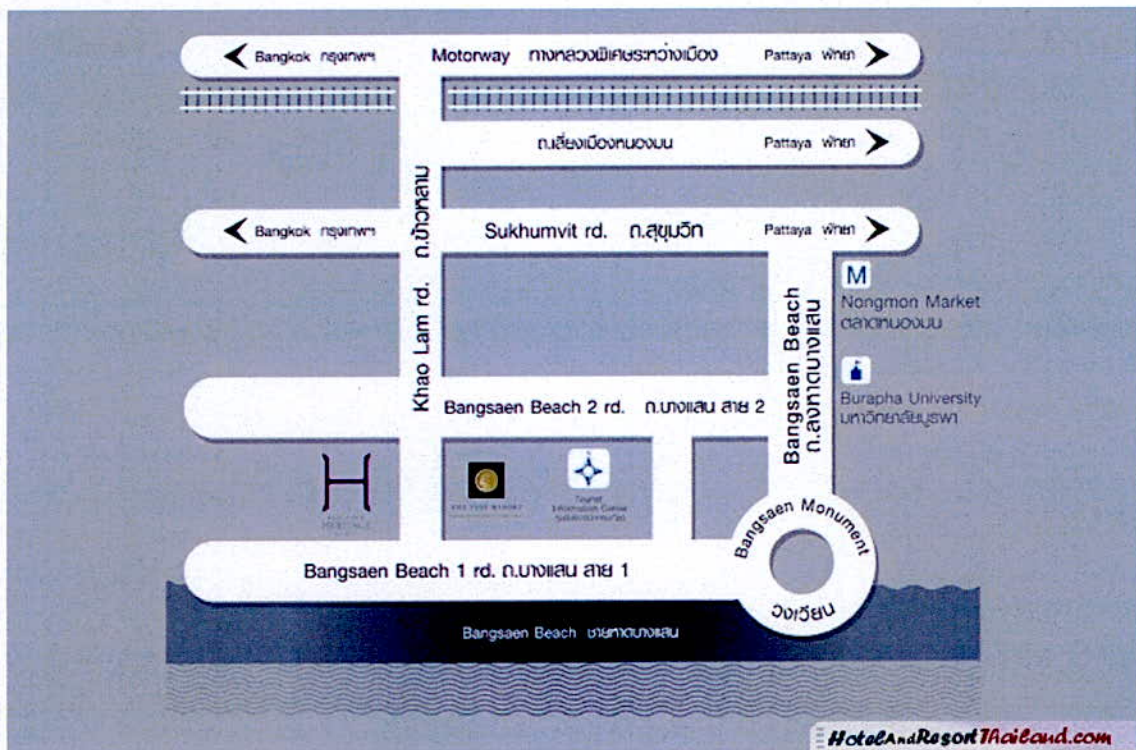 Bangkok กรุงเทพฯ Motorway ทางหลวงพิเศษระหว่างเมือง Pattaya พัทยา
ถ.เลี่ยงเมืองหนองมน Pattaya พัทยา
Khao Lam rd. ถ.ข้าวหลาม
Bangkok กรุงเทพฯ Sukhumvit rd. ถ.สุขุมวิท Pattaya พัทยา
Bangsaen Beach
ถ.ลงหาดบางแสน
M
Nongmon Market
ตลาดหนองมน
Burapha University
มหาวิทยาลัยบูรพา
Bangsaen Beach 2 rd. ถ.บางแสน สาย 2
H
Tourist
Information Center
Bangsaen Monument
วงเวียน
Bangsaen Beach 1 rd. ถ.บางแสน สาย 1
Bangsaen Beach ชายหาดบางแสน
HotelAndResortThailand.com